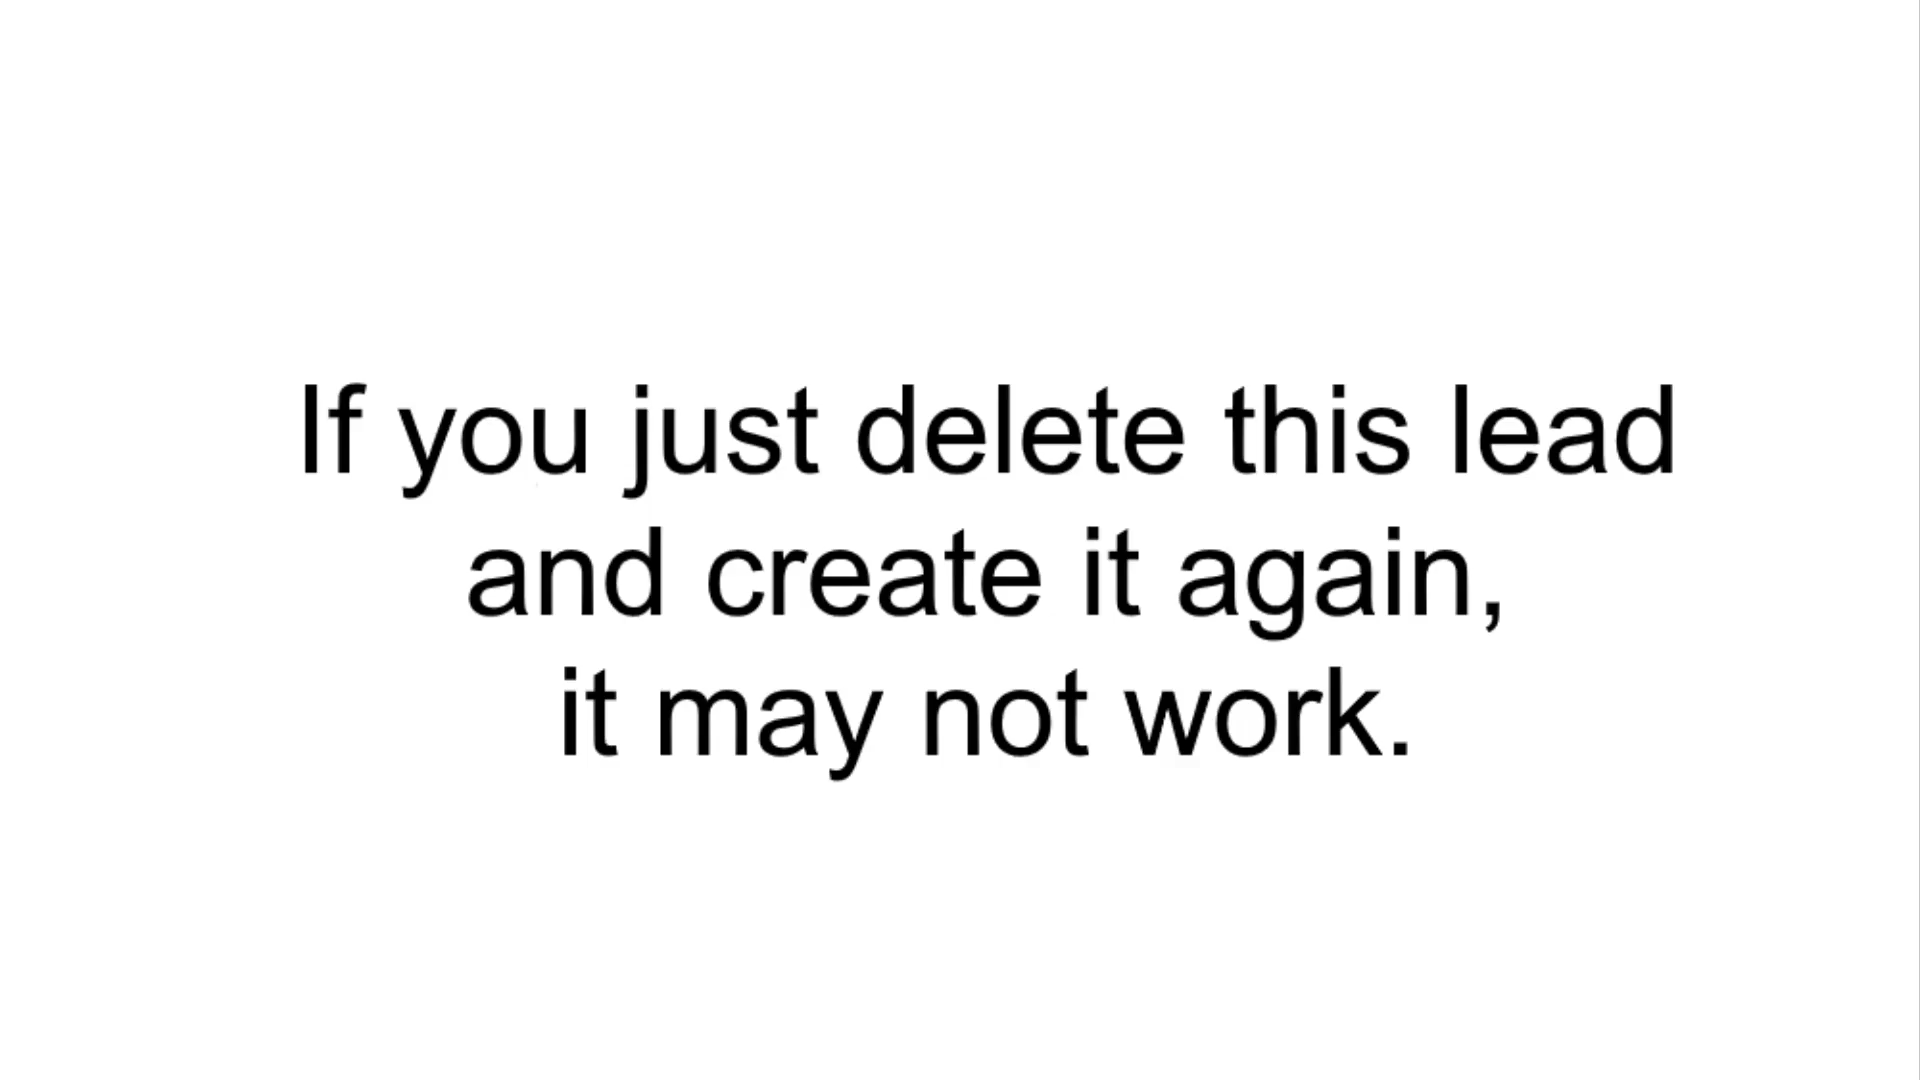 If you just delete this lead
and create it again,
it may not work.